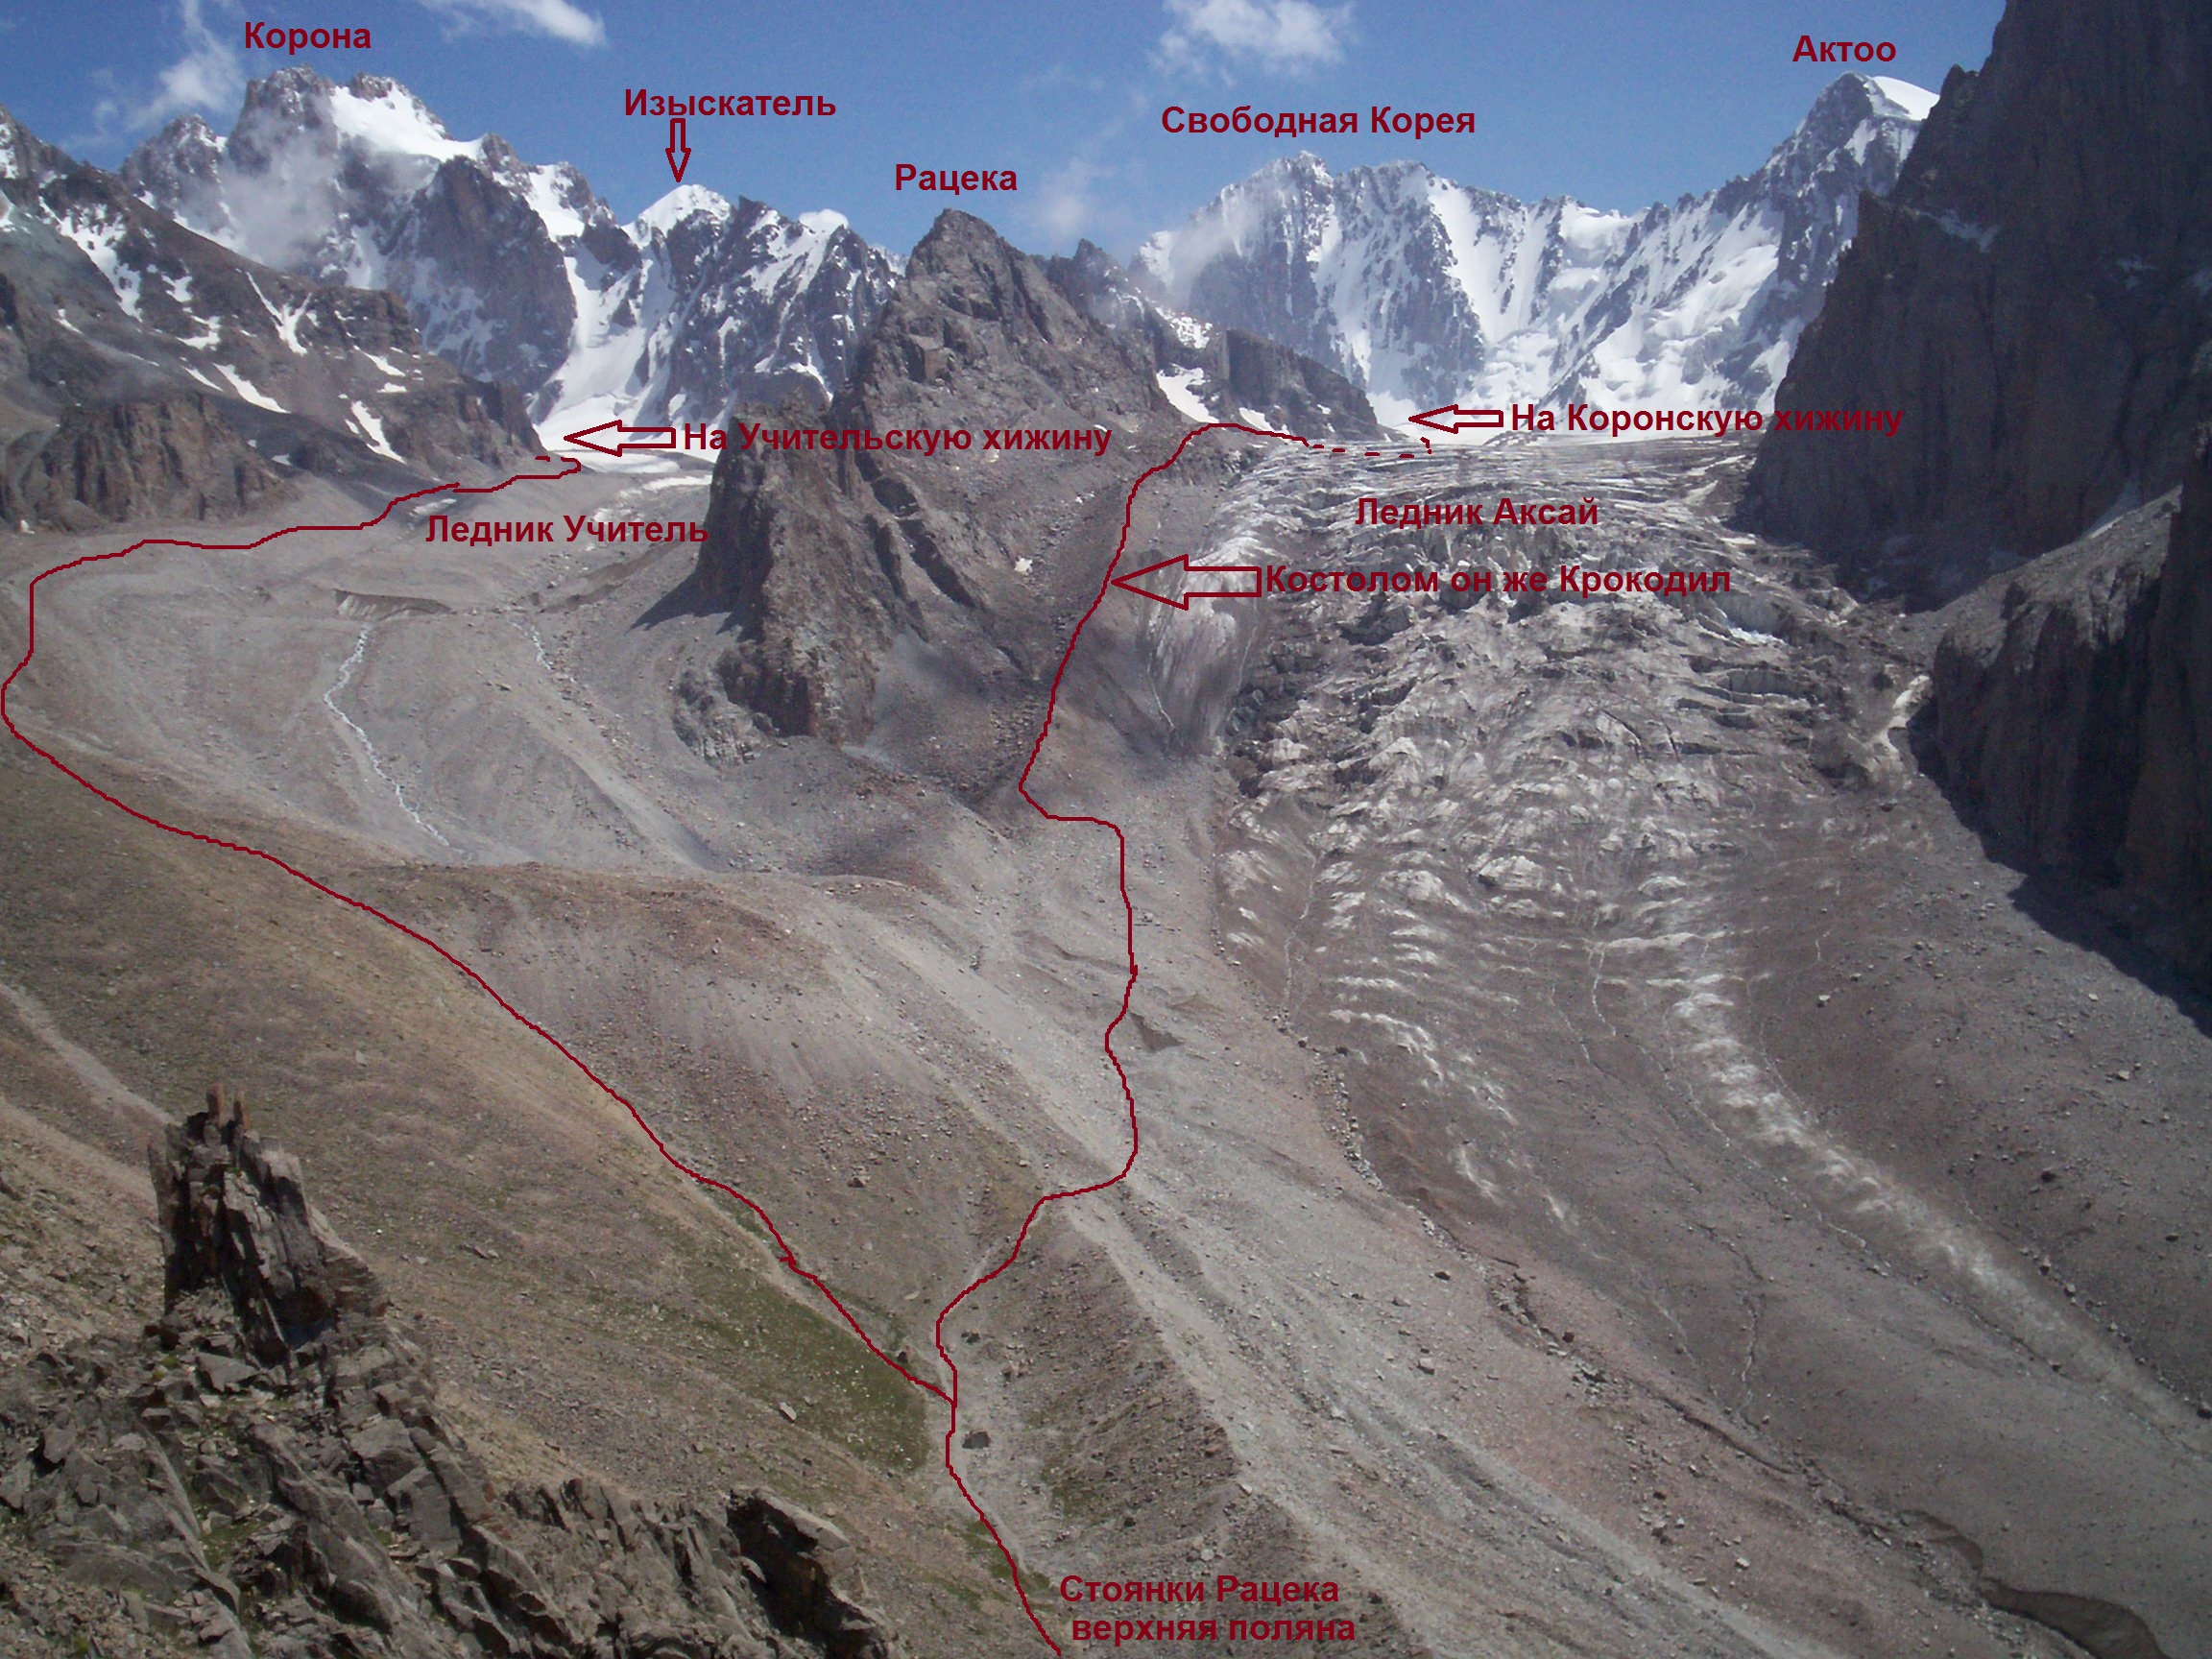 Корона
Актоо
Изыскатель
Свободная Корея
Рацека
На Коронскую хижину
На Учительскую хижину
Ледник Аксай
Ледник Учитель
Костолом он же Крокодил
Стоянки Рацека
верхняя поляна